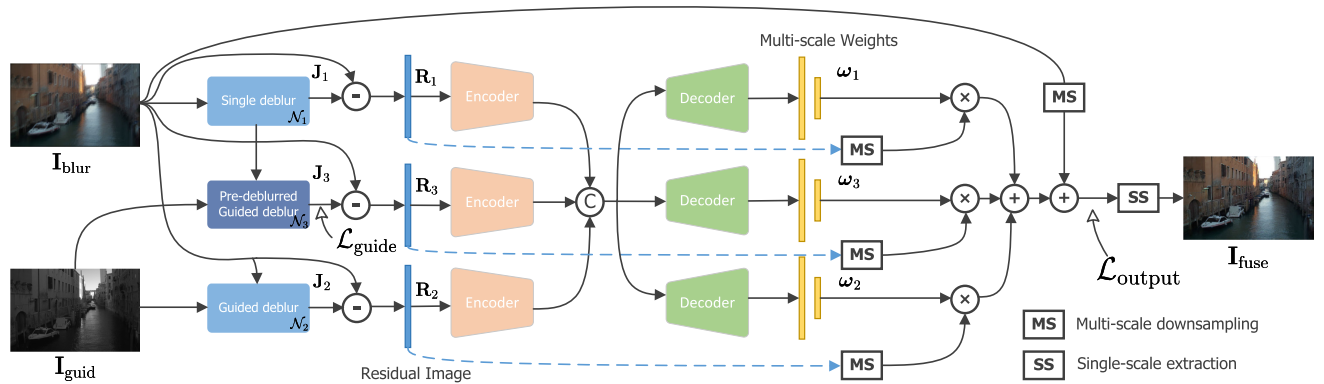 Multi-scale Weights
J₁
R₁
ω₁
Single deblur
𝒩₁
-
Encoder
Decoder
×
MS
I_blur
MS
J₃
R₃
ω₃
Pre-deblurred
Guided deblur
𝒩₃
-
Encoder
C
Decoder
×
+
+
SS
ℒ_guide
MS
I_fuse
ℒ_output
J₂
R₂
ω₂
Guided deblur
𝒩₂
-
Encoder
Decoder
×
I_guid
MS
Residual Image
MS Multi-scale downsampling
SS Single-scale extraction